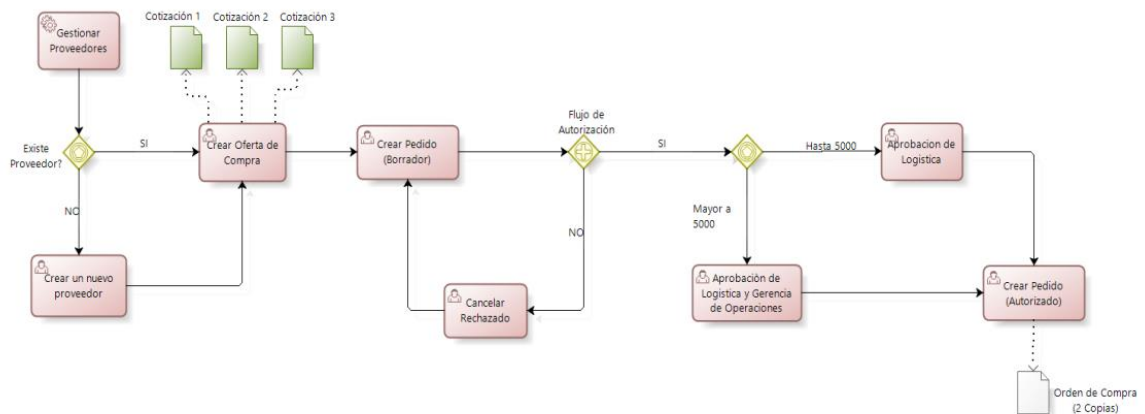 Gestionar
Proveedores
Cotización 1
Cotización 2
Cotización 3
Existe
Proveedor?
SI
Crear Oferta de
Compra
Crear Pedido
(Borrador)
Flujo de
Autorización
SI
Hasta 5000
Aprobacion de
Logistica
NO
Crear un nuevo
proveedor
NO
Cancelar
Rechazado
Mayor a
5000
Aprobación de
Logistica y Gerencia
de Operaciones
Crear Pedido
(Autorizado)
Orden de Compra
(2 Copias)